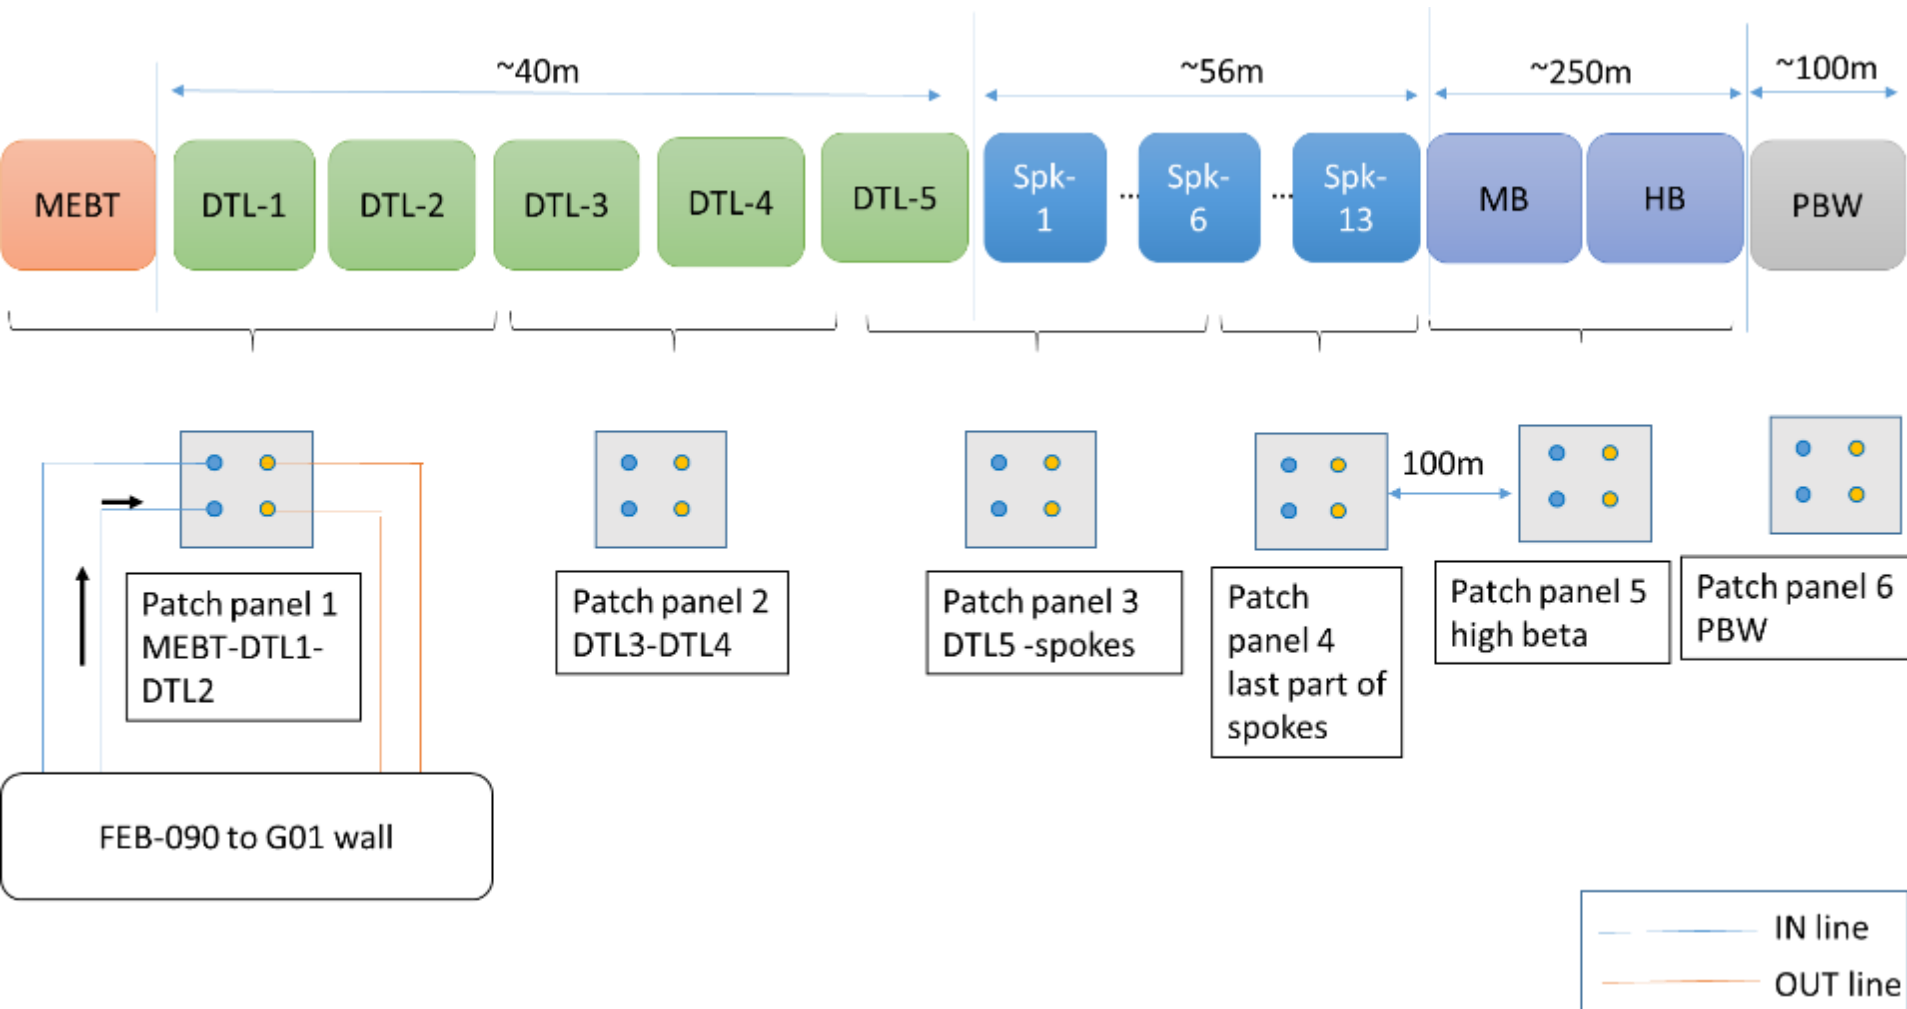 ~40m
~56m
~250m
~100m
MEBT
DTL-1
DTL-2
DTL-3
DTL-4
DTL-5
Spk-
1
...
Spk-
6
...
Spk-
13
MB
HB
PBW
100m
Patch panel 1
MEBT-DTL1-
DTL2
Patch panel 2
DTL3-DTL4
Patch panel 3
DTL5 -spokes
Patch
panel 4
last part of
spokes
Patch panel 5
high beta
Patch panel 6
PBW
FEB-090 to G01 wall
IN line
OUT line